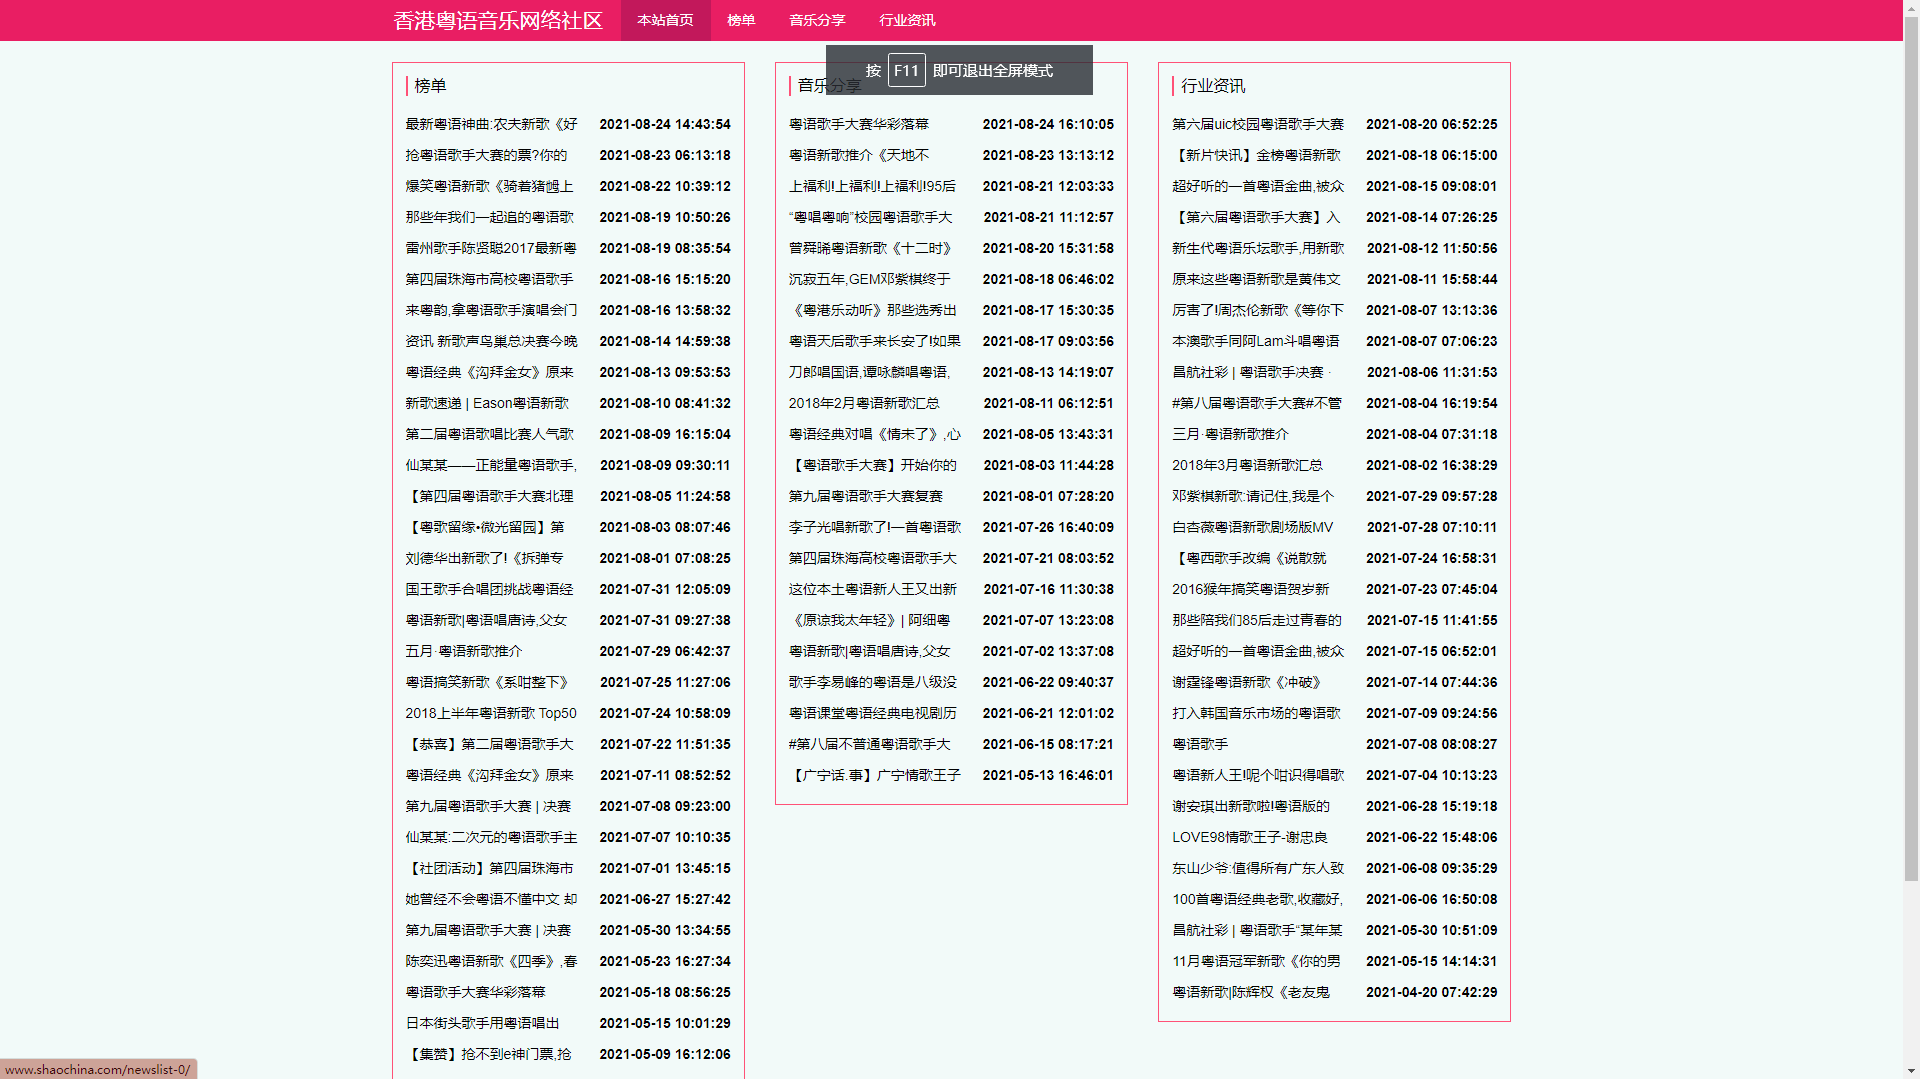 香港粤语音乐网络社区 本站首页 榜单 音乐分享 行业资讯
按 F11 即可退出全屏模式
榜单
最新粤语神曲:农夫新歌《好 2021-08-24 14:43:54
抢粤语歌手大赛的票?你的 2021-08-23 06:13:18
爆笑粤语新歌《骑着猪乸上 2021-08-22 10:39:12
那些年我们一起追的粤语歌 2021-08-19 10:50:26
雷州歌手陈贤聪2017最新粤 2021-08-19 08:35:54
第四届珠海市高校粤语歌手 2021-08-16 15:15:20
来粤韵,拿粤语歌手演唱会门 2021-08-16 13:58:32
资讯 新歌声鸟巢总决赛今晚 2021-08-14 14:59:38
粤语经典《沟拜金女》原来 2021-08-13 09:53:53
新歌速递 | Eason粤语新歌 2021-08-10 08:41:32
第二届粤语歌唱比赛人气歌 2021-08-09 16:15:04
仙某某——正能量粤语歌手, 2021-08-09 09:30:11
【第四届粤语歌手大赛北理 2021-08-05 11:24:58
【粤歌留缘•微光留园】第 2021-08-03 08:07:46
刘德华出新歌了!《拆弹专 2021-08-01 07:08:25
国王歌手合唱团挑战粤语经 2021-07-31 12:05:09
粤语新歌|粤语唱唐诗,父女 2021-07-31 09:27:38
五月·粤语新歌推介 2021-07-29 06:42:37
粤语搞笑新歌《系咁整下》 2021-07-25 11:27:06
2018上半年粤语新歌 Top50 2021-07-24 10:58:09
【恭喜】第二届粤语歌手大 2021-07-22 11:51:35
粤语经典《沟拜金女》原来 2021-07-11 08:52:52
第九届粤语歌手大赛 | 决赛 2021-07-08 09:23:00
仙某某:二次元的粤语歌手主 2021-07-07 10:10:35
【社团活动】第四届珠海市 2021-07-01 13:45:15
她曾经不会粤语不懂中文 却 2021-06-27 15:27:42
第九届粤语歌手大赛 | 决赛 2021-05-30 13:34:55
陈奕迅粤语新歌《四季》,春 2021-05-23 16:27:34
粤语歌手大赛华彩落幕 2021-05-18 08:56:25
日本街头歌手用粤语唱出 2021-05-15 10:01:29
【集赞】抢不到e神门票,抢 2021-05-09 16:12:06
音乐分享
粤语歌手大赛华彩落幕 2021-08-24 16:10:05
粤语新歌推介《天地不 2021-08-23 13:13:12
上福利!上福利!上福利!95后 2021-08-21 12:03:33
“粤唱粤响”校园粤语歌手大 2021-08-21 11:12:57
曾舜晞粤语新歌《十二时》 2021-08-20 15:31:58
沉寂五年,GEM邓紫棋终于 2021-08-18 06:46:02
《粤港乐动听》那些选秀出 2021-08-17 15:30:35
粤语天后歌手来长安了!如果 2021-08-17 09:03:56
刀郎唱国语,谭咏麟唱粤语, 2021-08-13 14:19:07
2018年2月粤语新歌汇总 2021-08-11 06:12:51
粤语经典对唱《情未了》,心 2021-08-05 13:43:31
【粤语歌手大赛】开始你的 2021-08-03 11:44:28
第九届粤语歌手大赛复赛 2021-08-01 07:28:20
李子光唱新歌了!一首粤语歌 2021-07-26 16:40:09
第四届珠海高校粤语歌手大 2021-07-21 08:03:52
这位本土粤语新人王又出新 2021-07-16 11:30:38
《原谅我太年轻》| 阿细粤 2021-07-07 13:23:08
粤语新歌|粤语唱唐诗,父女 2021-07-02 13:37:08
歌手李易峰的粤语是八级没 2021-06-22 09:40:37
粤语课堂粤语经典电视剧历 2021-06-21 12:01:02
#第八届不普通粤语歌手大 2021-06-15 08:17:21
【广宁话.事】广宁情歌王子 2021-05-13 16:46:01
行业资讯
第六届uic校园粤语歌手大赛 2021-08-20 06:52:25
【新片快讯】金榜粤语新歌 2021-08-18 06:15:00
超好听的一首粤语金曲,被众 2021-08-15 09:08:01
【第六届粤语歌手大赛】入 2021-08-14 07:26:25
新生代粤语乐坛歌手,用新歌 2021-08-12 11:50:56
原来这些粤语新歌是黄伟文 2021-08-11 15:58:44
厉害了!周杰伦新歌《等你下 2021-08-07 13:13:36
本澳歌手同阿Lam斗唱粤语 2021-08-07 07:06:23
昌航社彩 | 粤语歌手决赛 · 2021-08-06 11:31:53
#第八届粤语歌手大赛#不管 2021-08-04 16:19:54
三月·粤语新歌推介 2021-08-04 07:31:18
2018年3月粤语新歌汇总 2021-08-02 16:38:29
邓紫棋新歌:请记住,我是个 2021-07-29 09:57:28
白杏薇粤语新歌剧场版MV 2021-07-28 07:10:11
【粤西歌手改编《说散就 2021-07-24 16:58:31
2016猴年搞笑粤语贺岁新 2021-07-23 07:45:04
那些陪我们85后走过青春的 2021-07-15 11:41:55
超好听的一首粤语金曲,被众 2021-07-15 06:52:01
谢霆锋粤语新歌《冲破》 2021-07-14 07:44:36
打入韩国音乐市场的粤语歌 2021-07-09 09:24:56
粤语歌手 2021-07-08 08:08:27
粤语新人王!呢个咁识得唱歌 2021-07-04 10:13:23
谢安琪出新歌啦!粤语版的 2021-06-28 15:19:18
LOVE98情歌王子-谢忠良 2021-06-22 15:48:06
东山少爷:值得所有广东人致 2021-06-08 09:35:29
100首粤语经典老歌,收藏好, 2021-06-06 16:50:08
昌航社彩 | 粤语歌手“某年某 2021-05-30 10:51:09
11月粤语冠军新歌《你的男 2021-05-15 14:14:31
粤语新歌|陈辉权《老友鬼 2021-04-20 07:42:29
www.shaochina.com/newslist-0/